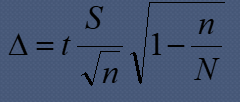 Δ = t S/√n √(1 − n/N)